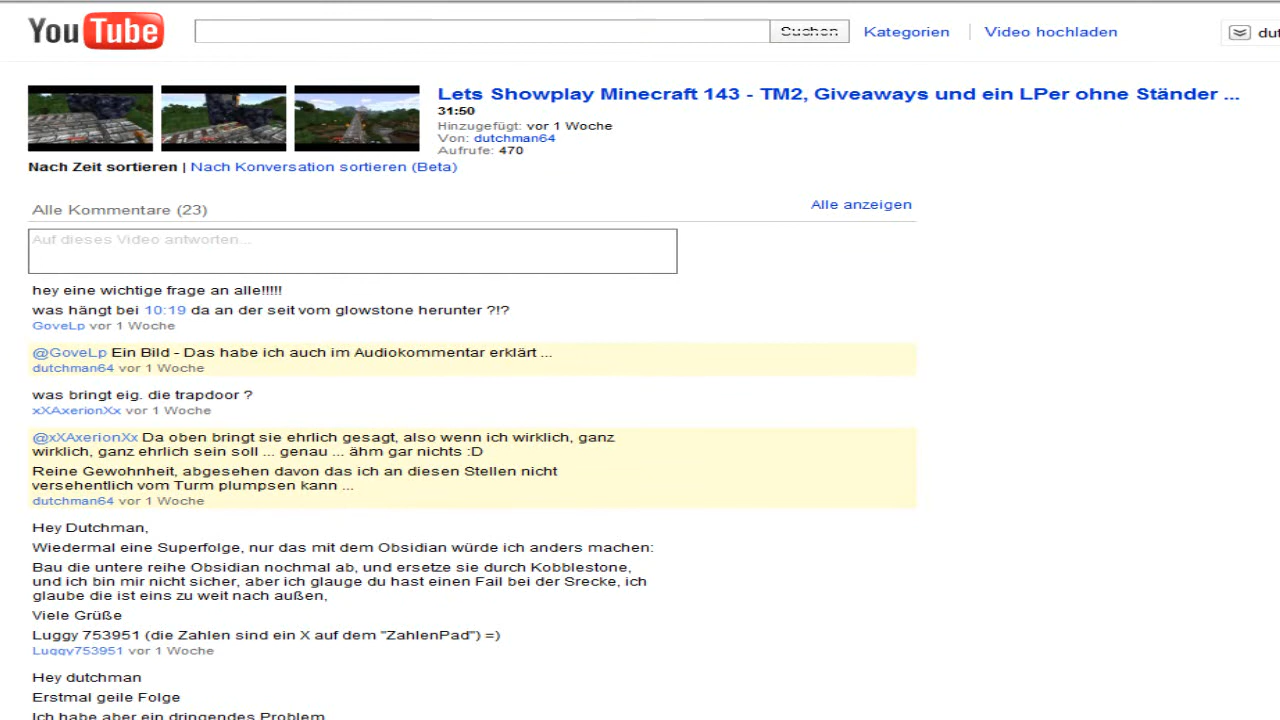 YouTube
Suchen
Kategorien
Video hochladen
dut
Lets Showplay Minecraft 143 - TM2, Giveaways und ein LPer ohne Ständer ...
31:50
Hinzugefügt: vor 1 Woche
Von: dutchman64
Aufrufe: 470
Nach Zeit sortieren | Nach Konversation sortieren (Beta)
Alle Kommentare (23)
Alle anzeigen
Auf dieses Video antworten...
hey eine wichtige frage an alle!!!!!
was hängt bei 10:19 da an der seit vom glowstone herunter ?!?
GoveLp vor 1 Woche
@GoveLp Ein Bild - Das habe ich auch im Audiokommentar erklärt ...
dutchman64 vor 1 Woche
was bringt eig. die trapdoor ?
xXAxerionXx vor 1 Woche
@xXAxerionXx Da oben bringt sie ehrlich gesagt, also wenn ich wirklich, ganz
wirklich, ganz ehrlich sein soll ... genau ... ähm gar nichts :D
Reine Gewohnheit, abgesehen davon das ich an diesen Stellen nicht
versehentlich vom Turm plumpsen kann ...
dutchman64 vor 1 Woche
Hey Dutchman,
Wiedermal eine Superfolge, nur das mit dem Obsidian würde ich anders machen:
Bau die untere reihe Obsidian nochmal ab, und ersetze sie durch Kobblestone,
und ich bin mir nicht sicher, aber ich glauge du hast einen Fail bei der Srecke, ich
glaube die ist eins zu weit nach außen,
Viele Grüße
Luggy 753951 (die Zahlen sind ein X auf dem "ZahlenPad") =)
Luggy753951 vor 1 Woche
Hey dutchman
Erstmal geile Folge
Ich habe aber ein dringendes Problem